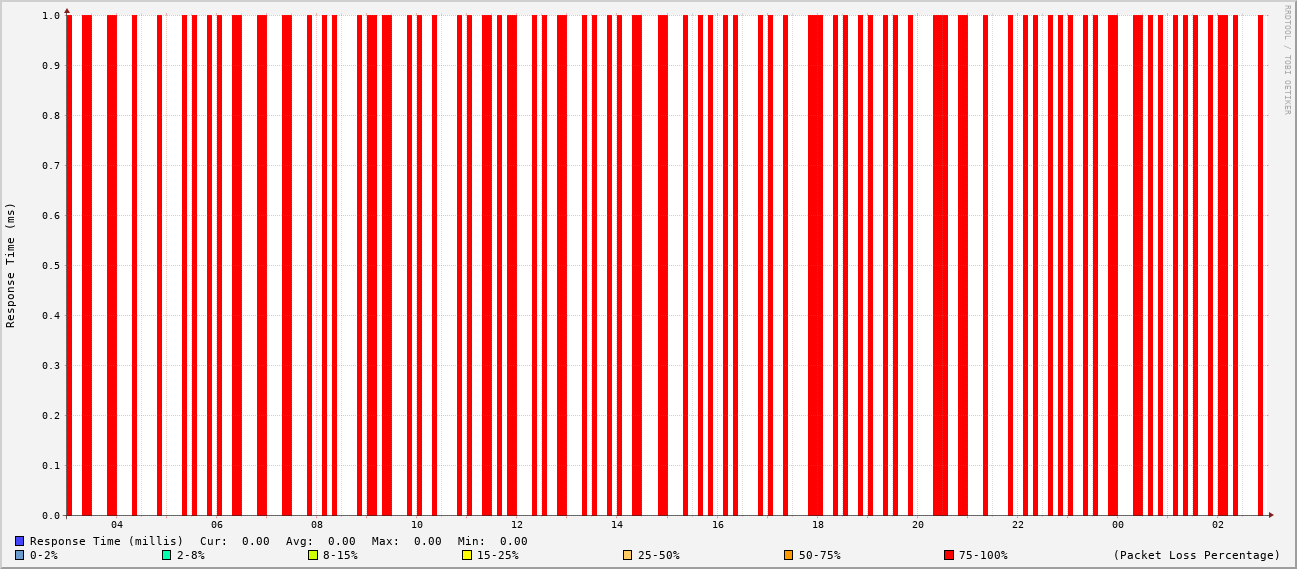 RRDTOOL / TOBI OETIKER
Response Time (ms)
1.0
0.9
0.8
0.7
0.6
0.5
0.4
0.3
0.2
0.1
0.0
04 06 08 10 12 14 16 18 20 22 00 02
Response Time (millis) Cur: 0.00 Avg: 0.00 Max: 0.00 Min: 0.00
0-2% 2-8% 8-15% 15-25% 25-50% 50-75% 75-100% (Packet Loss Percentage)